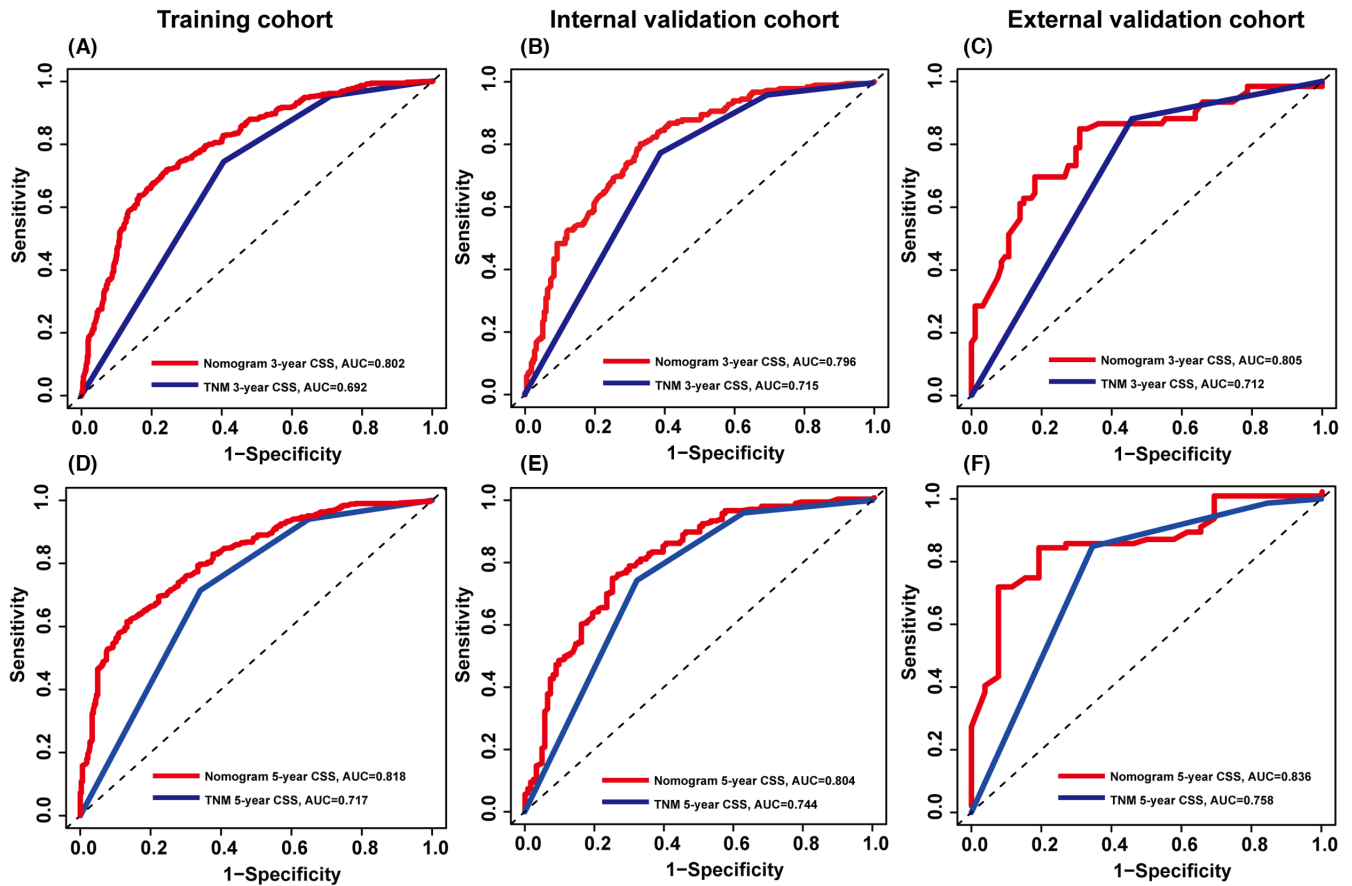 Training cohort
Internal validation cohort
External validation cohort
(A)
Sensitivity
0.0 0.2 0.4 0.6 0.8 1.0
Nomogram 3-year CSS, AUC=0.802
TNM 3-year CSS, AUC=0.692
0.0 0.2 0.4 0.6 0.8 1.0
1−Specificity
(B)
Sensitivity
0.0 0.2 0.4 0.6 0.8 1.0
Nomogram 3-year CSS, AUC=0.796
TNM 3-year CSS, AUC=0.715
0.0 0.2 0.4 0.6 0.8 1.0
1−Specificity
(C)
Sensitivity
0.0 0.2 0.4 0.6 0.8 1.0
Nomogram 3-year CSS, AUC=0.805
TNM 3-year CSS, AUC=0.712
0.0 0.2 0.4 0.6 0.8 1.0
1−Specificity
(D)
Sensitivity
0.0 0.2 0.4 0.6 0.8 1.0
Nomogram 5-year CSS, AUC=0.818
TNM 5-year CSS, AUC=0.717
0.0 0.2 0.4 0.6 0.8 1.0
1−Specificity
(E)
Sensitivity
0.0 0.2 0.4 0.6 0.8 1.0
Nomogram 5-year CSS, AUC=0.804
TNM 5-year CSS, AUC=0.744
0.0 0.2 0.4 0.6 0.8 1.0
1−Specificity
(F)
Sensitivity
0.0 0.2 0.4 0.6 0.8 1.0
Nomogram 5-year CSS, AUC=0.836
TNM 5-year CSS, AUC=0.758
0.0 0.2 0.4 0.6 0.8 1.0
1−Specificity